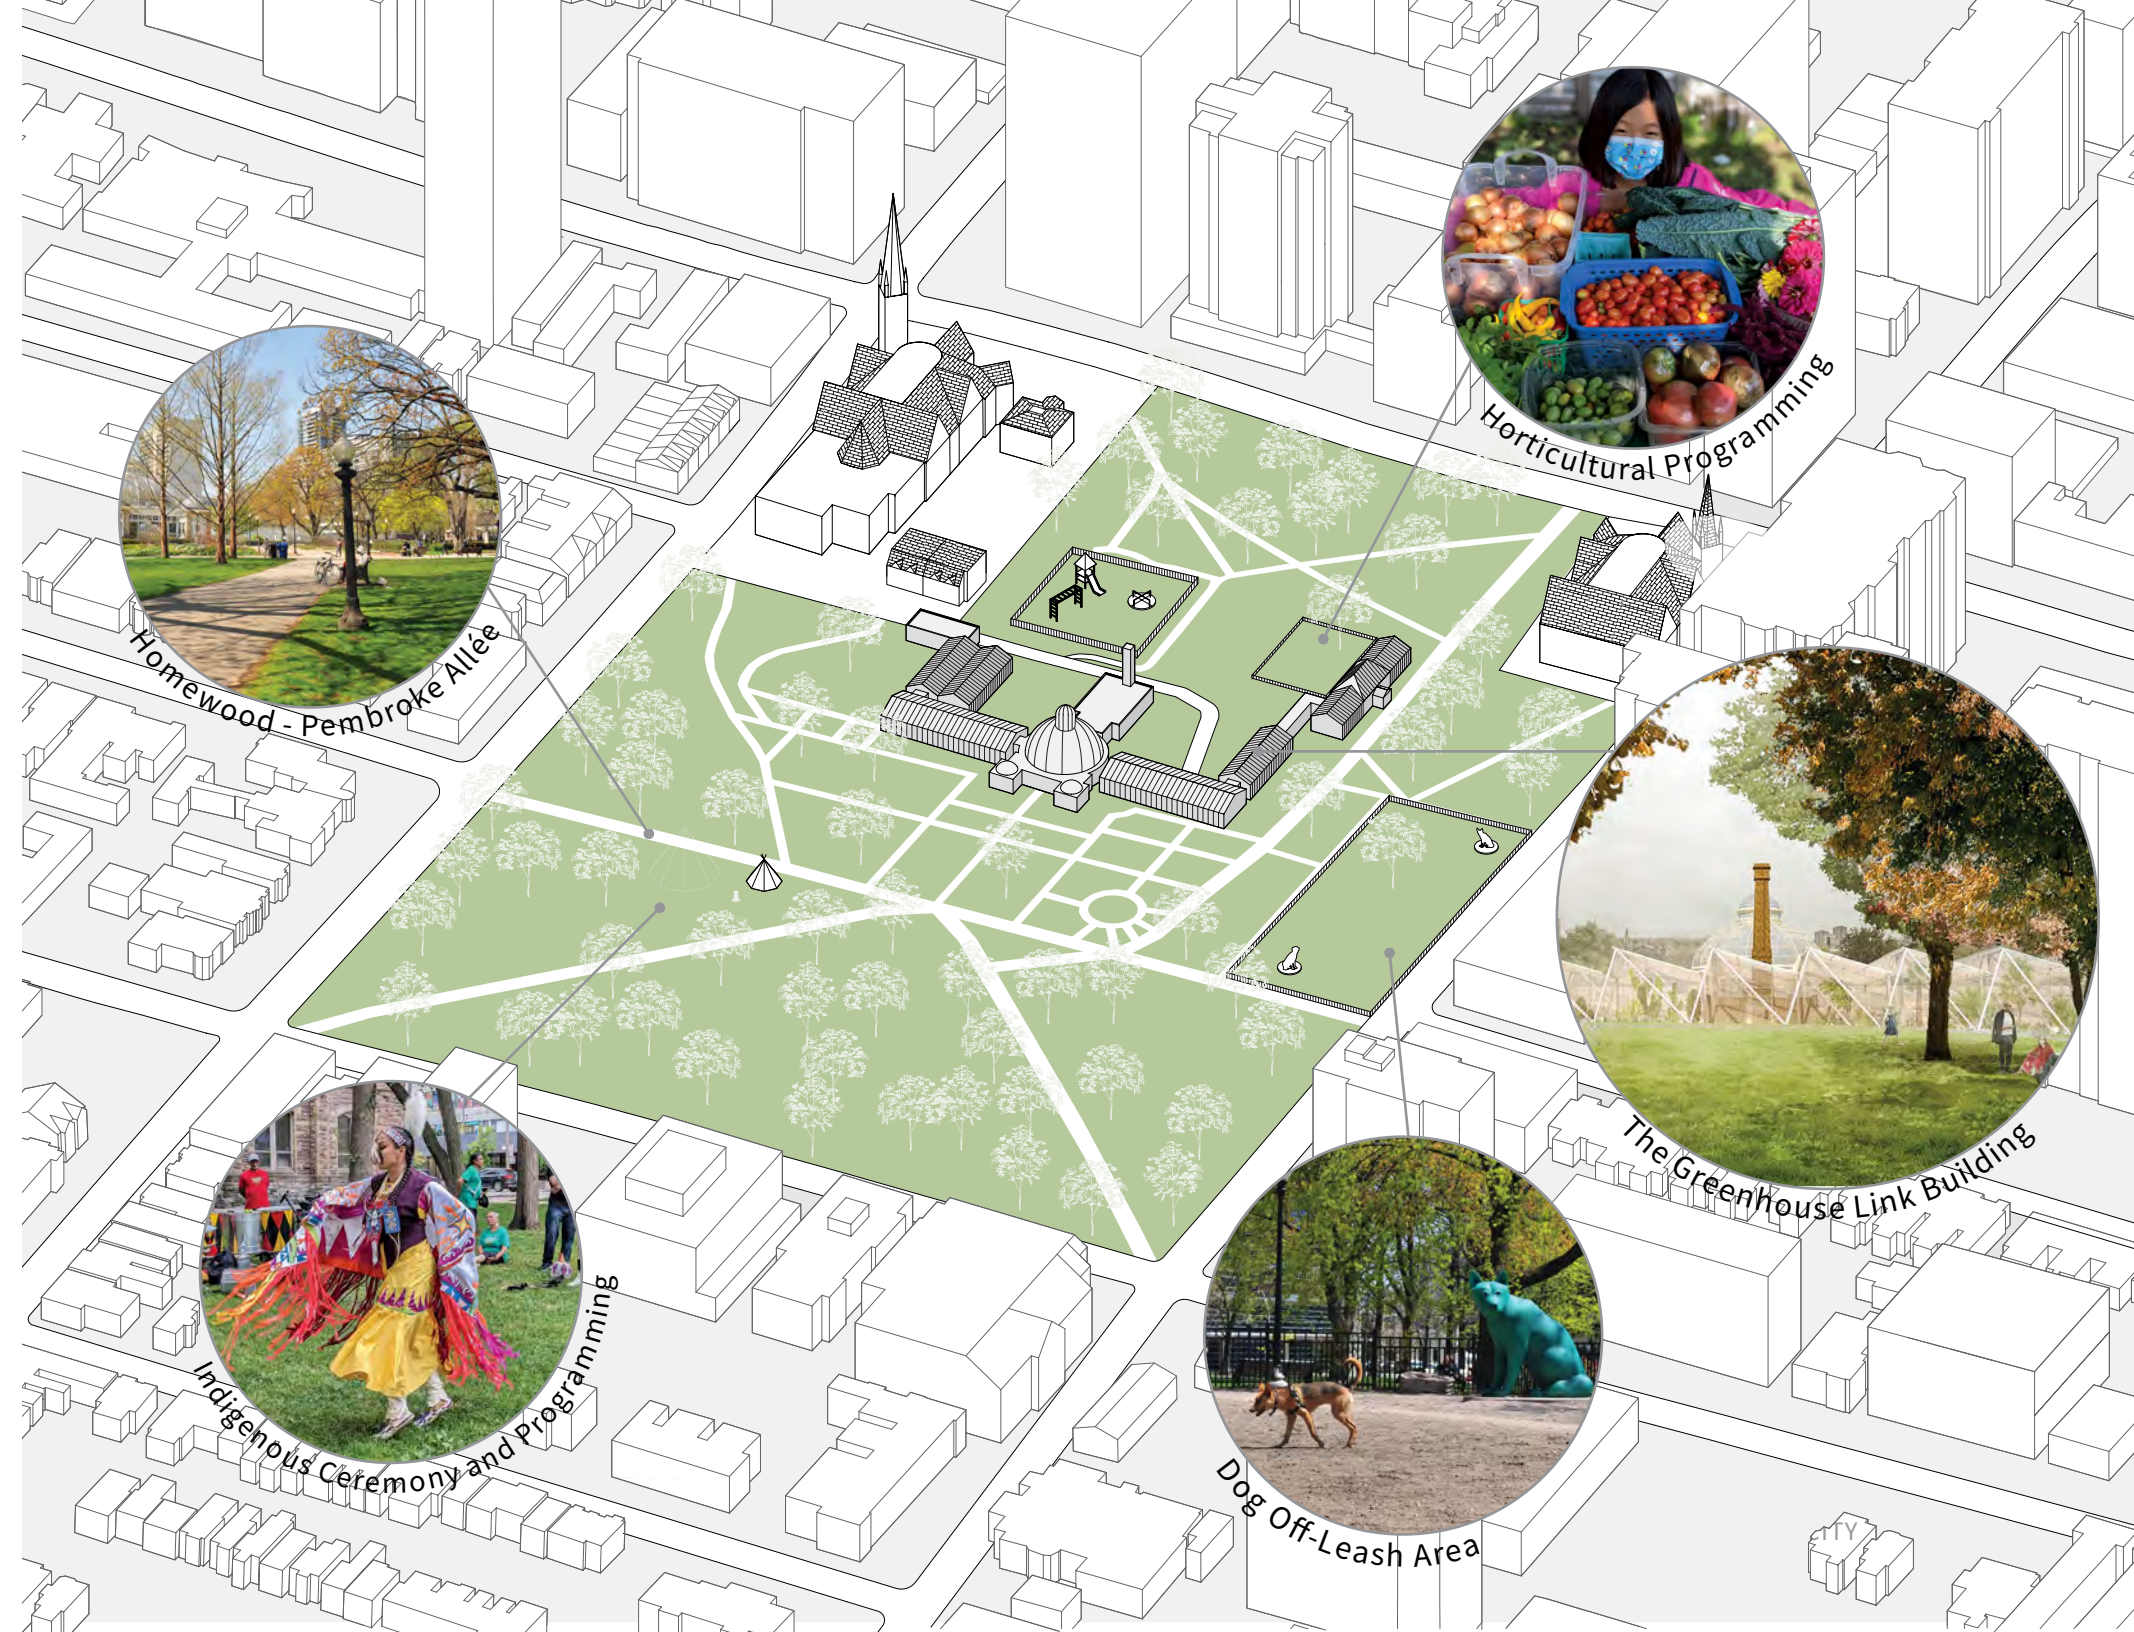 Horticultural Programming
Homewood - Pembroke Allée
The Greenhouse Link Building
Indigenous Ceremony and Programming
Dog Off-Leash Area